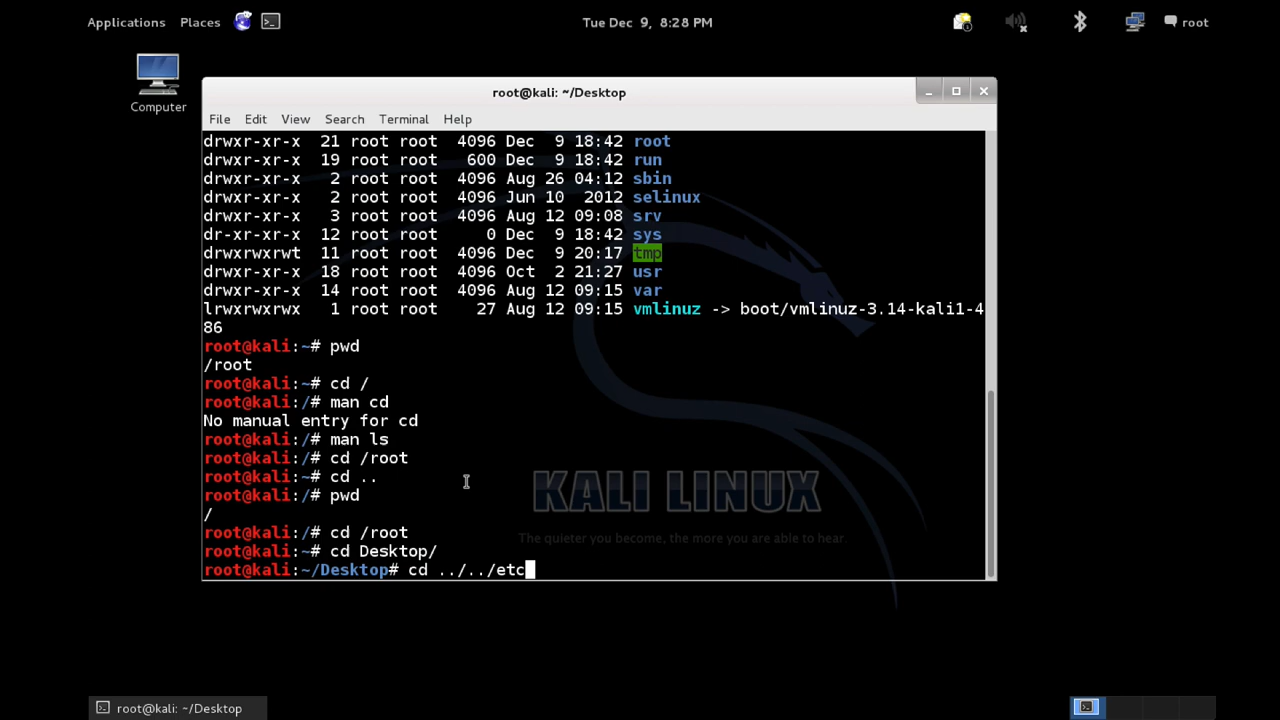 Applications Places Tue Dec 9, 8:28 PM root
Computer
root@kali: ~/Desktop
File Edit View Search Terminal Help
drwxr-xr-x 21 root root 4096 Dec 9 18:42 root
drwxr-xr-x 19 root root 600 Dec 9 18:42 run
drwxr-xr-x 2 root root 4096 Aug 26 04:12 sbin
drwxr-xr-x 2 root root 4096 Jun 10 2012 selinux
drwxr-xr-x 3 root root 4096 Aug 12 09:08 srv
dr-xr-xr-x 12 root root 0 Dec 9 18:42 sys
drwxrwxrwt 11 root root 4096 Dec 9 20:17 tmp
drwxr-xr-x 18 root root 4096 Oct 2 21:27 usr
drwxr-xr-x 14 root root 4096 Aug 12 09:15 var
lrwxrwxrwx 1 root root 27 Aug 12 09:15 vmlinuz -> boot/vmlinuz-3.14-kali1-4
86
root@kali:~# pwd
/root
root@kali:~# cd /
root@kali:/# man cd
No manual entry for cd
root@kali:/# man ls
root@kali:/# cd /root
root@kali:~# cd ..
root@kali:/# pwd
/
root@kali:/# cd /root
root@kali:~# cd Desktop/
root@kali:~/Desktop# cd ../../etc
KALI LINUX
The quieter you become, the more you are able to hear.
root@kali: ~/Desktop